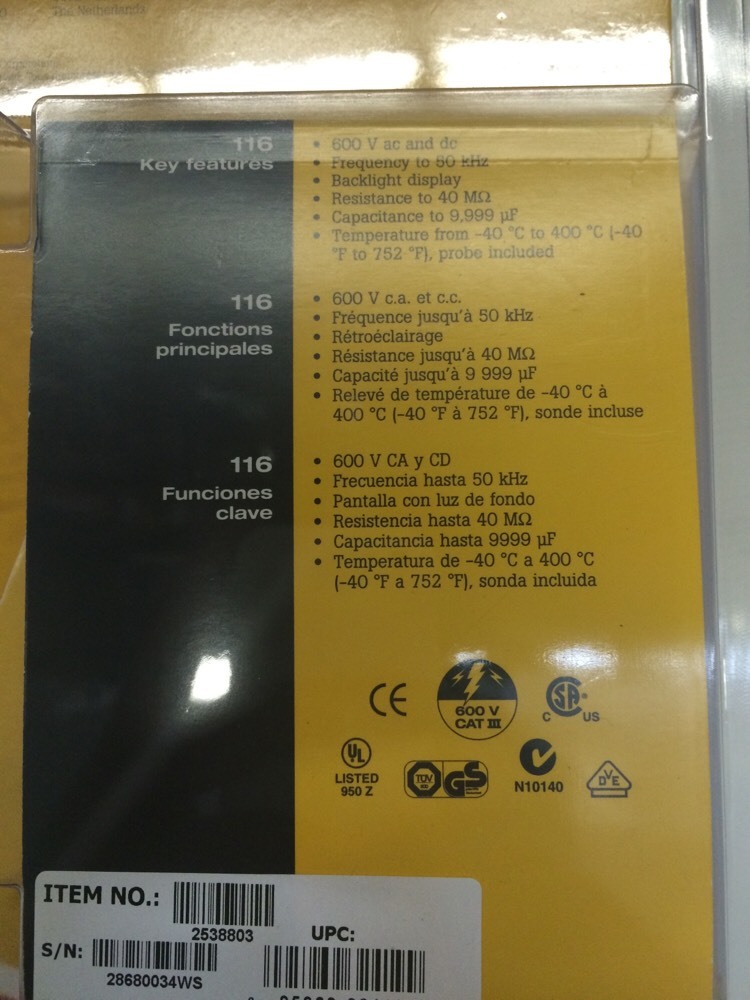 The Netherlands
116
Key features
• 600 V ac and dc
• Frequency to 50 kHz
• Backlight display
• Resistance to 40 MΩ
• Capacitance to 9,999 µF
• Temperature from -40 °C to 400 °C (-40
°F to 752 °F), probe included
116
Fonctions
principales
• 600 V c.a. et c.c.
• Fréquence jusqu'à 50 kHz
• Rétroéclairage
• Résistance jusqu'à 40 MΩ
• Capacité jusqu'à 9 999 µF
• Relevé de température de -40 °C à
400 °C (-40 °F à 752 °F), sonde incluse
116
Funciones
clave
• 600 V CA y CD
• Frecuencia hasta 50 kHz
• Pantalla con luz de fondo
• Resistencia hasta 40 MΩ
• Capacitancia hasta 9999 µF
• Temperatura de -40 °C a 400 °C
(-40 °F a 752 °F), sonda incluida
CE
600 V
CAT III
C SA US
UL
LISTED
950 Z
TÜV
GS
N10140
DVE
ITEM NO.:
2538803
UPC:
S/N:
28680034WS